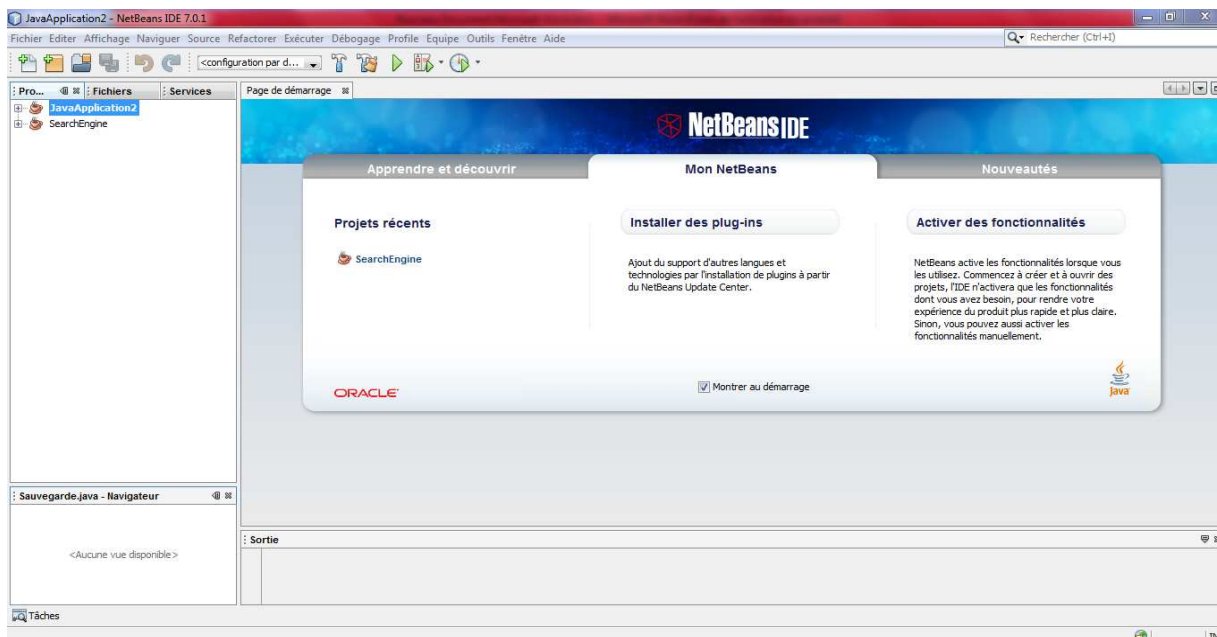 JavaApplication2 - NetBeans IDE 7.0.1
Fichier Editer Affichage Naviguer Source Refactorer Exécuter Débogage Profile Equipe Outils Fenêtre Aide
Rechercher (Ctrl+I)
<configuration par d...
Pro... Fichiers Services
Page de démarrage
JavaApplication2
SearchEngine
NetBeans IDE
Apprendre et découvrir
Mon NetBeans
Nouveautés
Projets récents
SearchEngine
Installer des plug-ins
Ajout du support d'autres langues et
technologies par l'installation de plugins à partir
du NetBeans Update Center.
Activer des fonctionnalités
NetBeans active les fonctionnalités lorsque vous
les utilisez. Commencez à créer et à ouvrir des
projets, l'IDE n'activera que les fonctionnalités
dont vous avez besoin, pour rendre votre
expérience du produit plus rapide et plus claire.
Sinon, vous pouvez aussi activer les
fonctionnalités manuellement.
ORACLE
Montrer au démarrage
Java
Sauvegarde.java - Navigateur
<Aucune vue disponible>
Sortie
Tâches